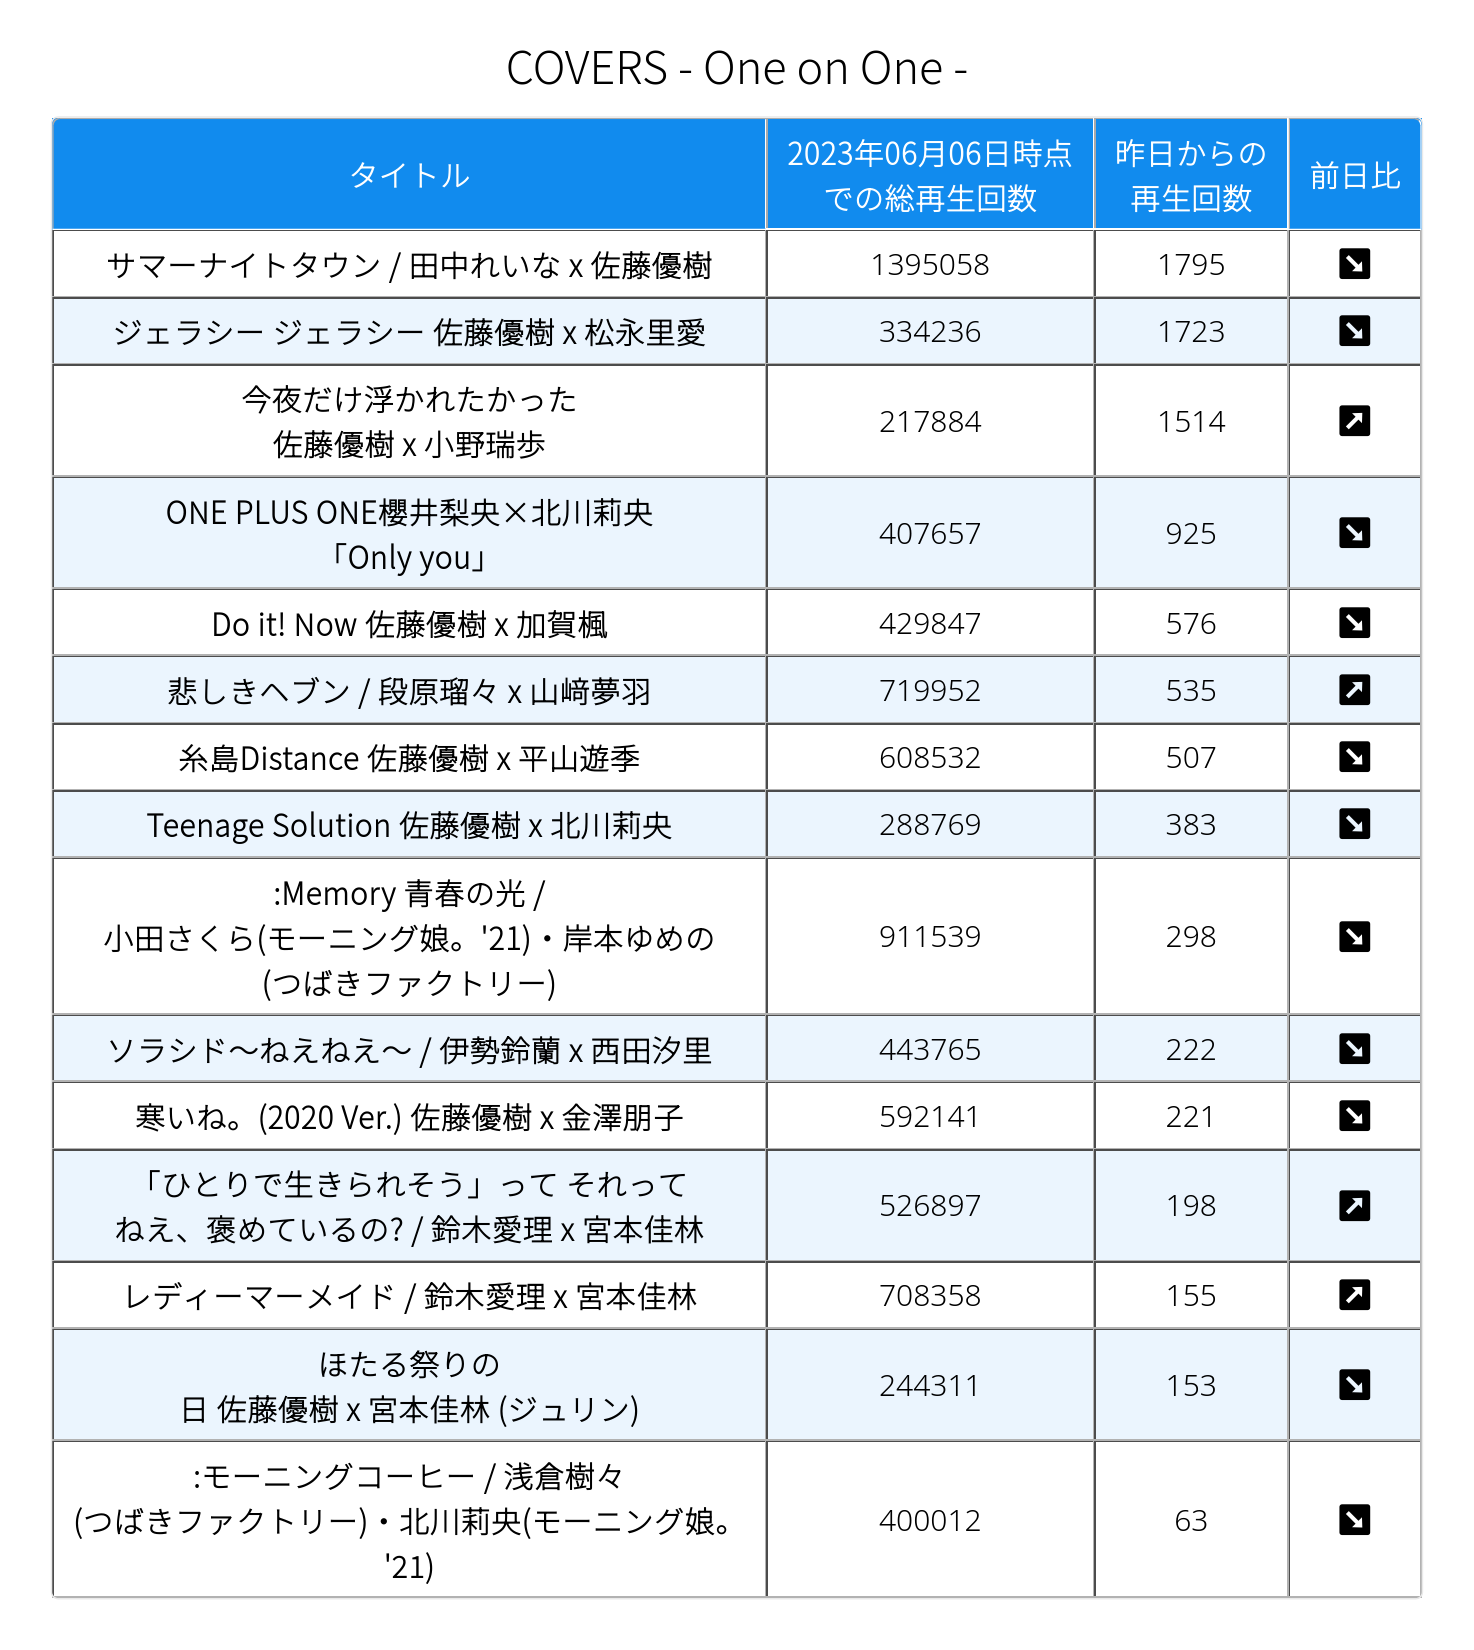 COVERS - One on One -
タイトル
2023年06月06日時点
での総再生回数
昨日からの
再生回数
前日比
サマーナイトタウン / 田中れいな x 佐藤優樹
1395058
1795
ジェラシー ジェラシー 佐藤優樹 x 松永里愛
334236
1723
今夜だけ浮かれたかった
佐藤優樹 x 小野瑞歩
217884
1514
ONE PLUS ONE櫻井梨央×北川莉央
「Only you」
407657
925
Do it! Now 佐藤優樹 x 加賀楓
429847
576
悲しきヘブン / 段原瑠々 x 山﨑夢羽
719952
535
糸島Distance 佐藤優樹 x 平山遊季
608532
507
Teenage Solution 佐藤優樹 x 北川莉央
288769
383
:Memory 青春の光 /
小田さくら(モーニング娘。'21)・岸本ゆめの
(つばきファクトリー)
911539
298
ソラシド〜ねえねえ〜 / 伊勢鈴蘭 x 西田汐里
443765
222
寒いね。(2020 Ver.) 佐藤優樹 x 金澤朋子
592141
221
「ひとりで生きられそう」って それって
ねえ、褒めているの? / 鈴木愛理 x 宮本佳林
526897
198
レディーマーメイド / 鈴木愛理 x 宮本佳林
708358
155
ほたる祭りの
日 佐藤優樹 x 宮本佳林 (ジュリン)
244311
153
:モーニングコーヒー / 浅倉樹々
(つばきファクトリー)・北川莉央(モーニング娘。
'21)
400012
63